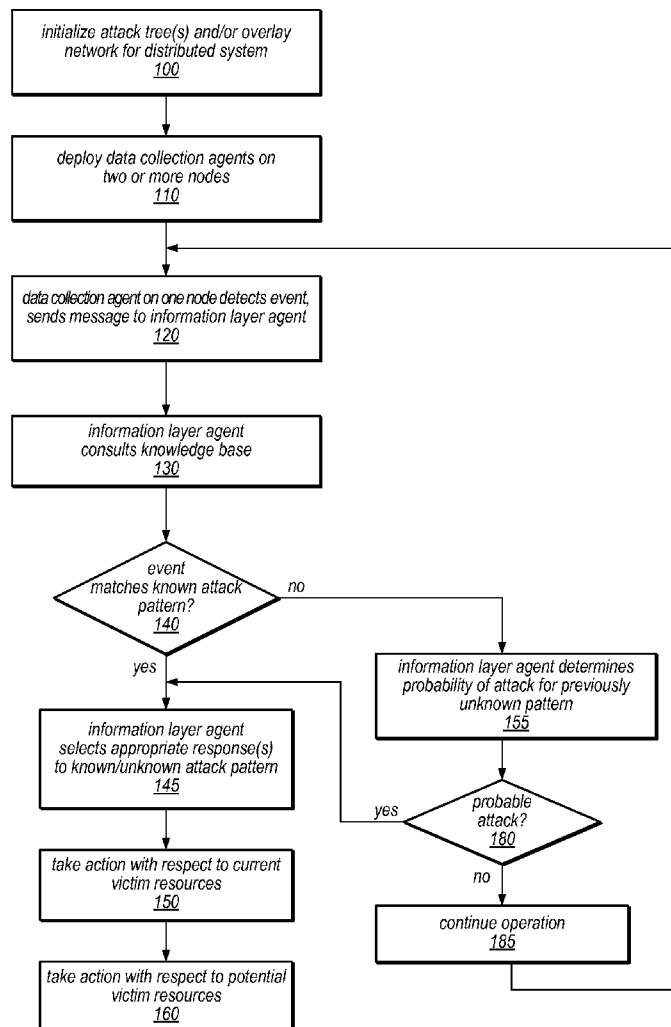 initialize attack tree(s) and/or overlay
network for distributed system
100
deploy data collection agents on
two or more nodes
110
data collection agent on one node detects event,
sends message to information layer agent
120
information layer agent
consults knowledge base
130
event
matches known attack
pattern?
140
no
yes
information layer agent determines
probability of attack for previously
unknown pattern
155
information layer agent
selects appropriate response(s)
to known/unknown attack pattern
145
yes
probable
attack?
180
no
take action with respect to current
victim resources
150
continue operation
185
take action with respect to potential
victim resources
160